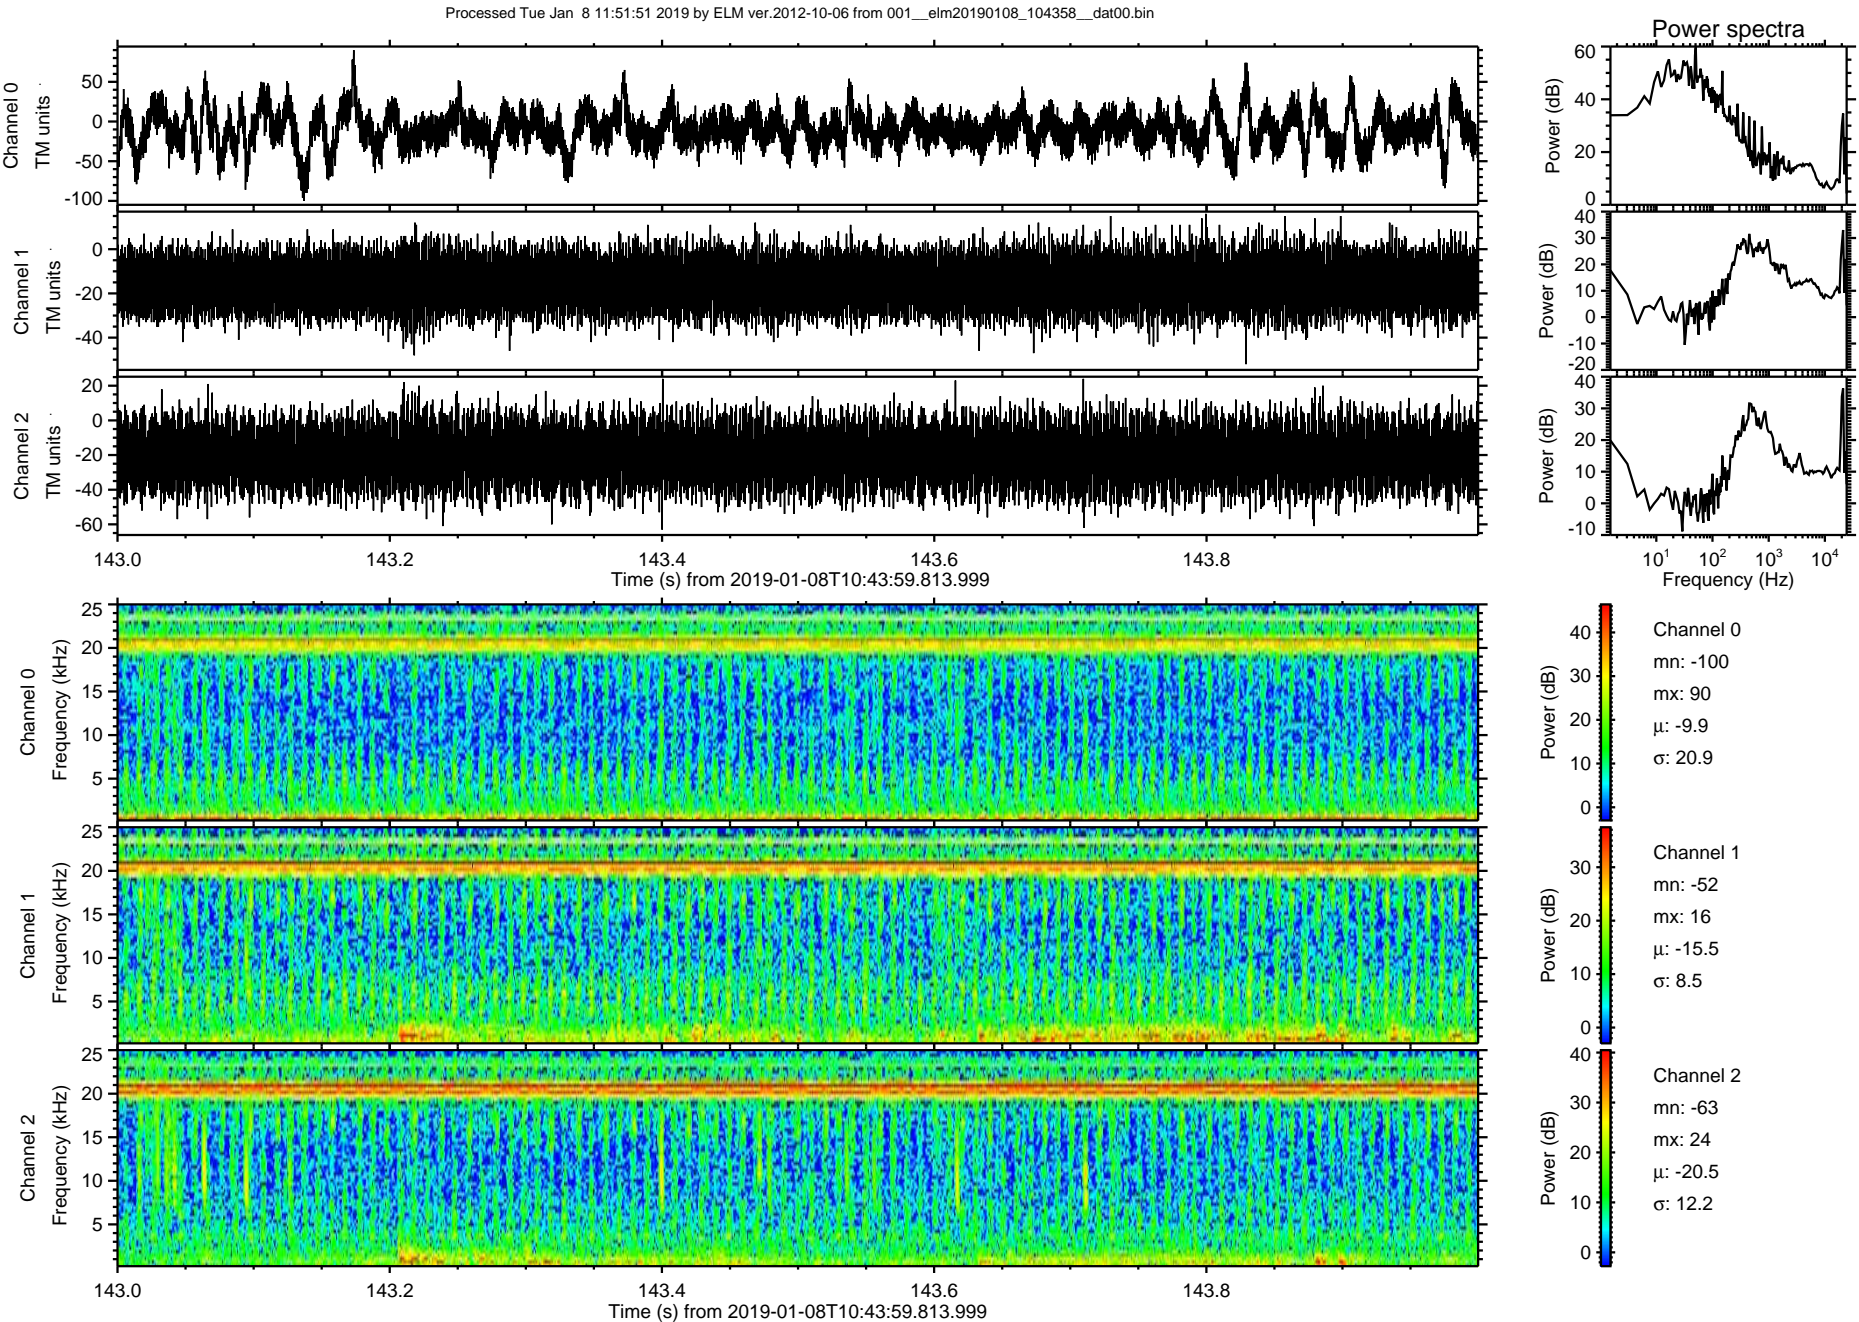 Processed Tue Jan  8 11:51:51 2019 by ELM ver.2012-10-06 from 001__elm20190108_104358__dat00.bin
Power spectra
Channel 0
TM units
50
0
-50
-100
Power (dB)
60
40
20
0
Channel 1
TM units
0
-20
-40
Power (dB)
40
30
20
10
0
-10
-20
Channel 2
TM units
20
0
-20
-40
-60
Power (dB)
40
30
20
10
0
-10
143.0 143.2 143.4 143.6 143.8
Time (s) from 2019-01-08T10:43:59.813.999
10^1 10^2 10^3 10^4
Frequency (Hz)
Channel 0
Frequency (kHz)
25
20
15
10
5
Power (dB)
40
30
20
10
0
Channel 0
mn: -100
mx: 90
μ: -9.9
σ: 20.9
Channel 1
Frequency (kHz)
25
20
15
10
5
Power (dB)
30
20
10
0
Channel 1
mn: -52
mx: 16
μ: -15.5
σ: 8.5
Channel 2
Frequency (kHz)
25
20
15
10
5
Power (dB)
40
30
20
10
0
Channel 2
mn: -63
mx: 24
μ: -20.5
σ: 12.2
143.0 143.2 143.4 143.6 143.8
Time (s) from 2019-01-08T10:43:59.813.999